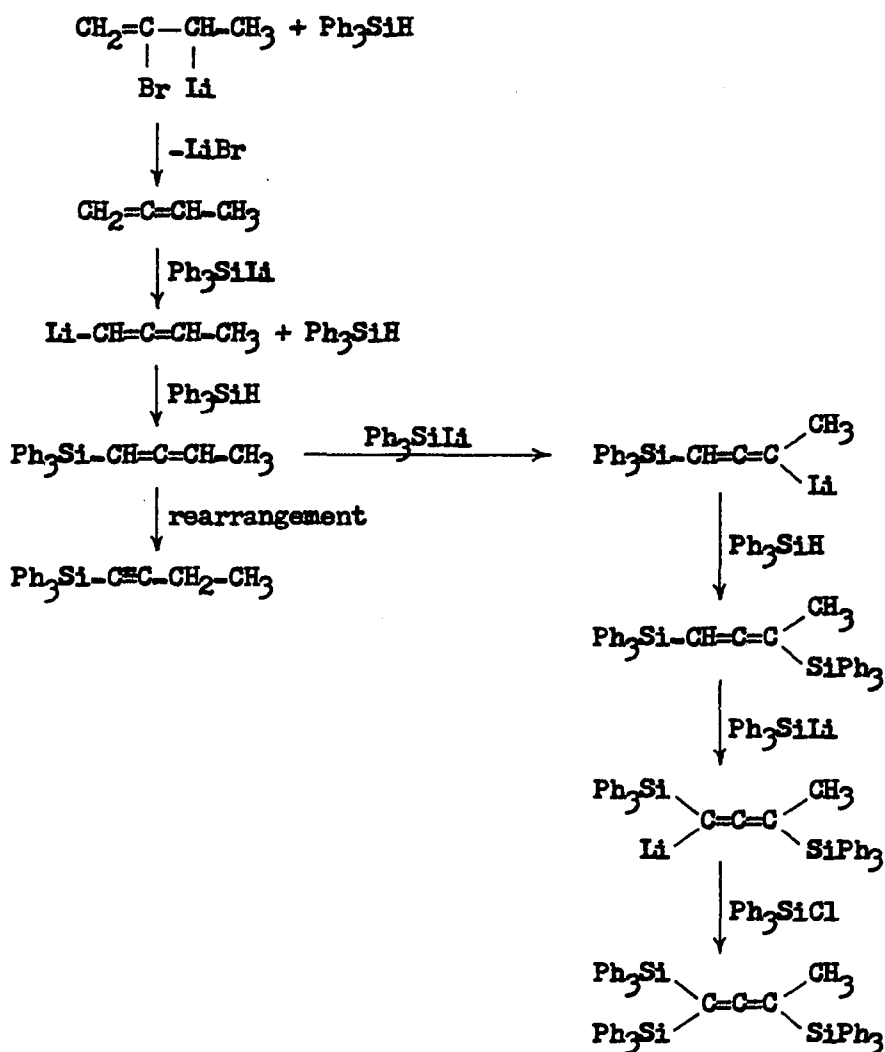 CH2=C-CH-CH3 + Ph3SiH
Br Li
-LiBr
CH2=C=CH-CH3
Ph3SiLi
Li-CH=C=CH-CH3 + Ph3SiH
Ph3SiH
Ph3Si-CH=C=CH-CH3
Ph3SiLi
rearrangement
Ph3Si-C≡C-CH2-CH3
CH3
Ph3Si-CH=C=C
Li
Ph3SiH
CH3
Ph3Si-CH=C=C
SiPh3
Ph3SiLi
Ph3Si CH3
C=C=C
Li SiPh3
Ph3SiCl
Ph3Si CH3
C=C=C
Ph3Si SiPh3